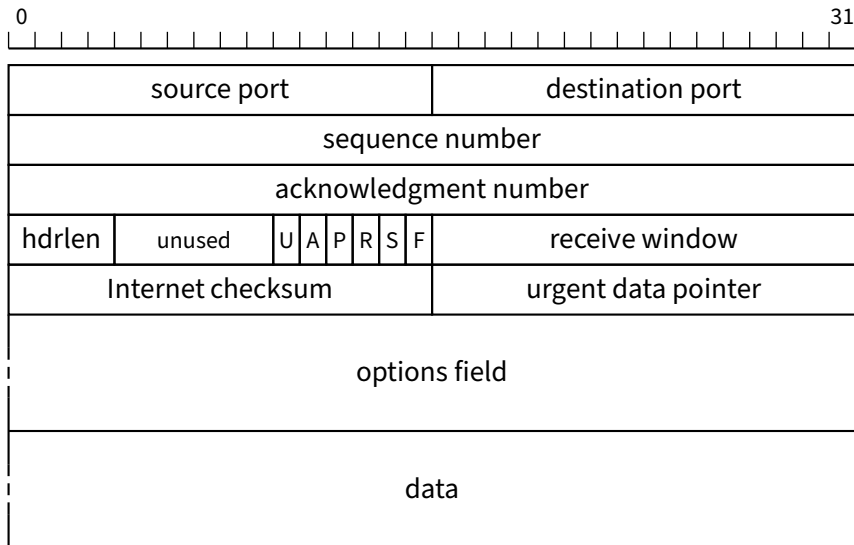 0 31
source port destination port
sequence number
acknowledgment number
hdrlen unused U A P R S F receive window
Internet checksum urgent data pointer
options field
data